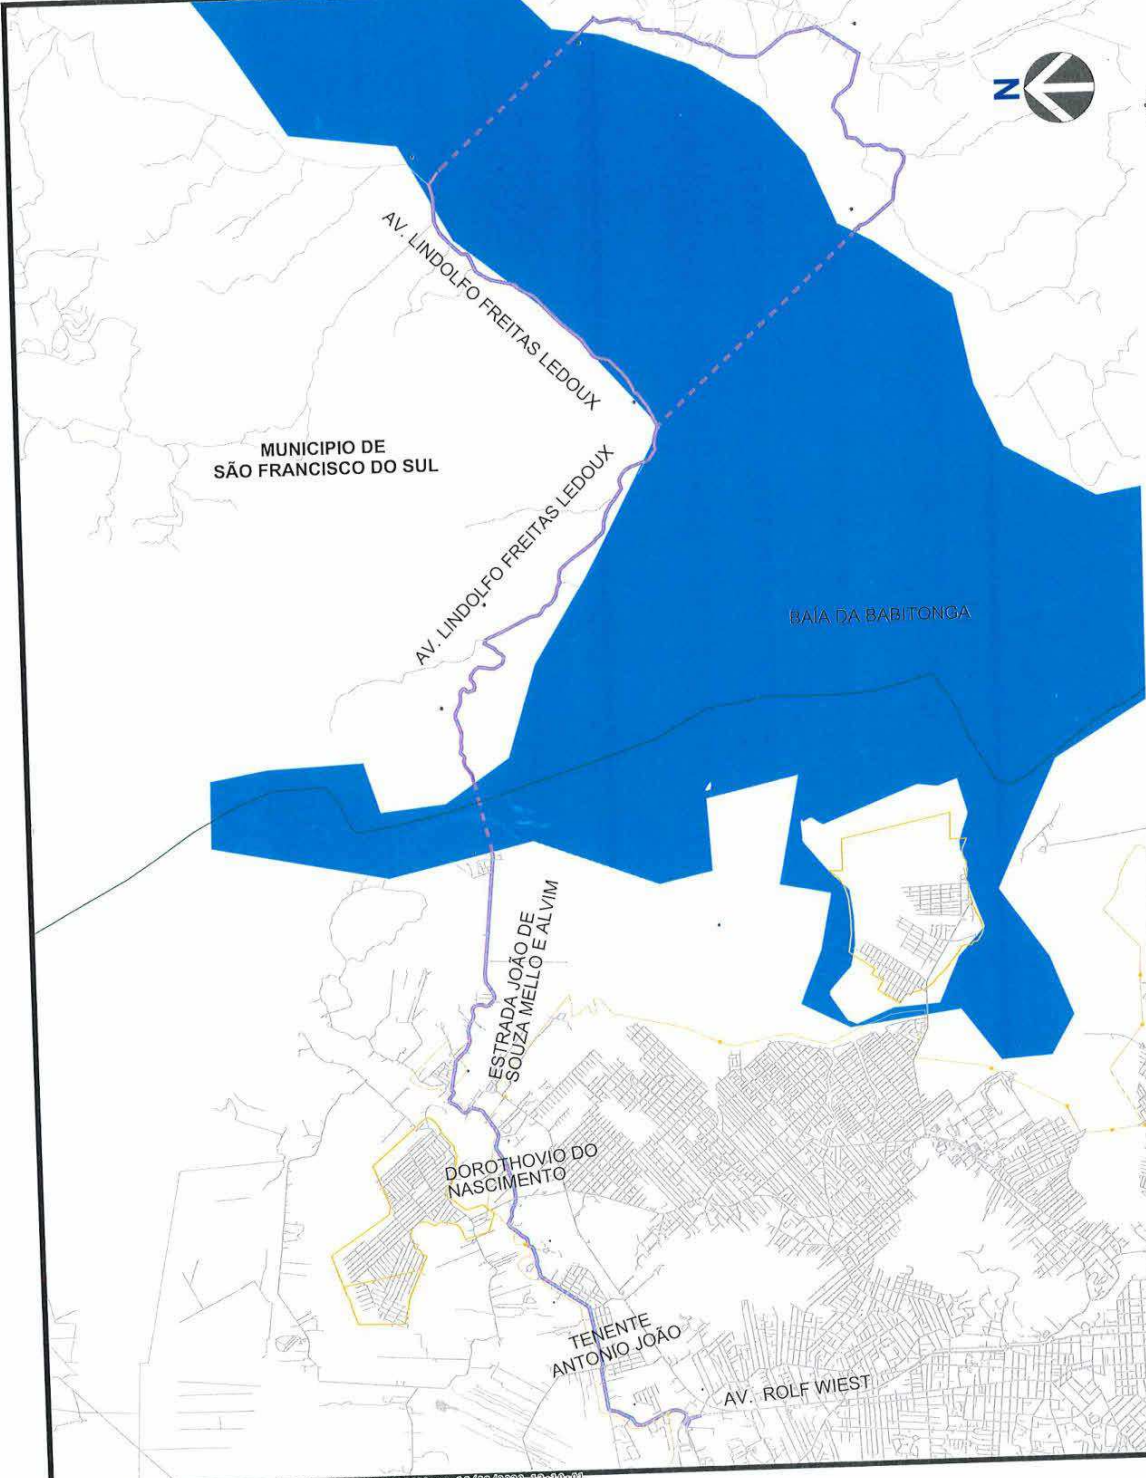 N
AV. LINDOLFO FREITAS LEDOUX
MUNICIPIO DE
SÃO FRANCISCO DO SUL
AV. LINDOLFO FREITAS LEDOUX
BAÍA DA BABITONGA
ESTRADA JOÃO DE
SOUZA MELLO E ALVIM
DOROTHOVIO DO
NASCIMENTO
TENENTE
ANTONIO JOÃO
AV. ROLF WIEST